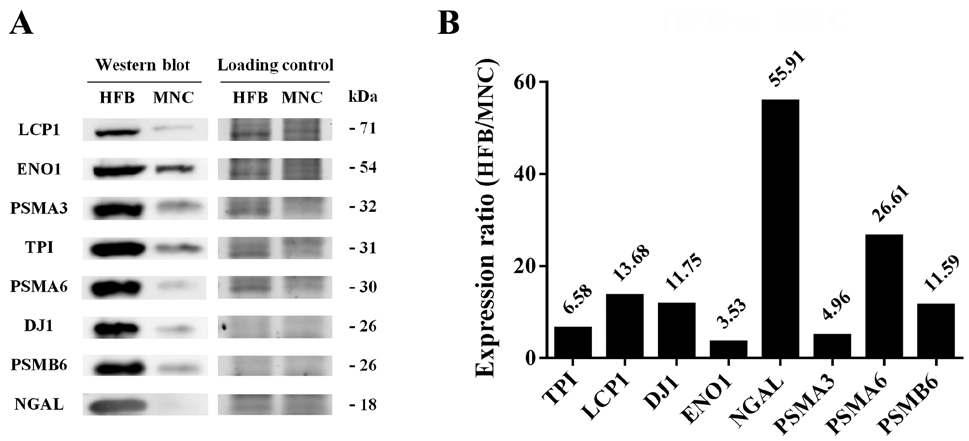 A
Western blot Loading control
HFB MNC HFB MNC kDa
LCP1 - 71
ENO1 - 54
PSMA3 - 32
TPI - 31
PSMA6 - 30
DJ1 - 26
PSMB6 - 26
NGAL - 18
B
Expression ratio (HFB/MNC)
60
40
20
0
6.58
13.68
11.75
3.53
55.91
4.96
26.61
11.59
TPI
LCP1
DJ1
ENO1
NGAL
PSMA3
PSMA6
PSMB6